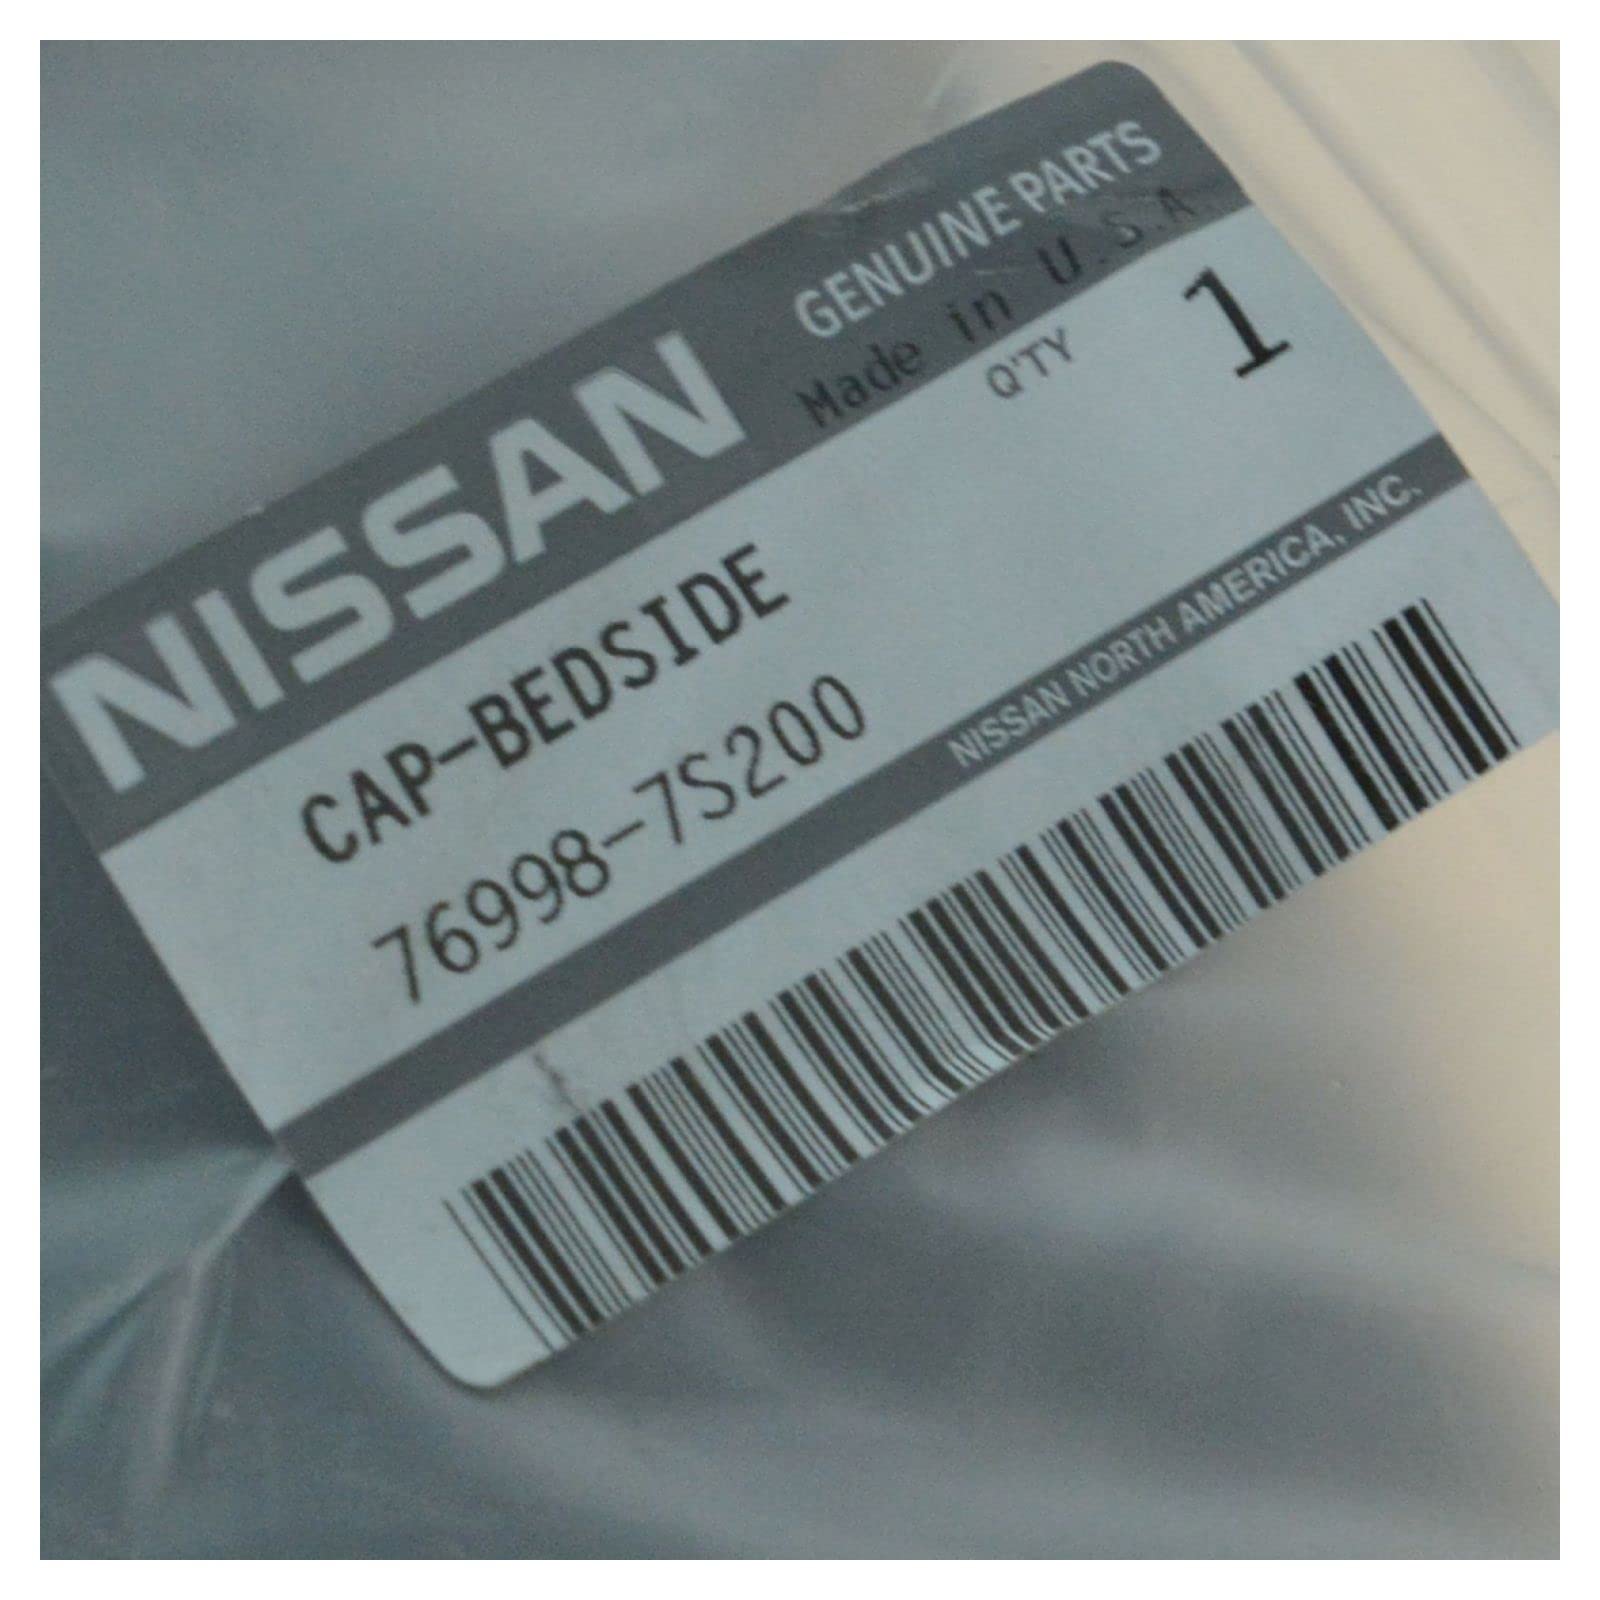 NISSAN
GENUINE PARTS
Made in U.S.A
Q'TY 1
CAP-BEDSIDE
76998-7S200
NISSAN NORTH AMERICA, INC.